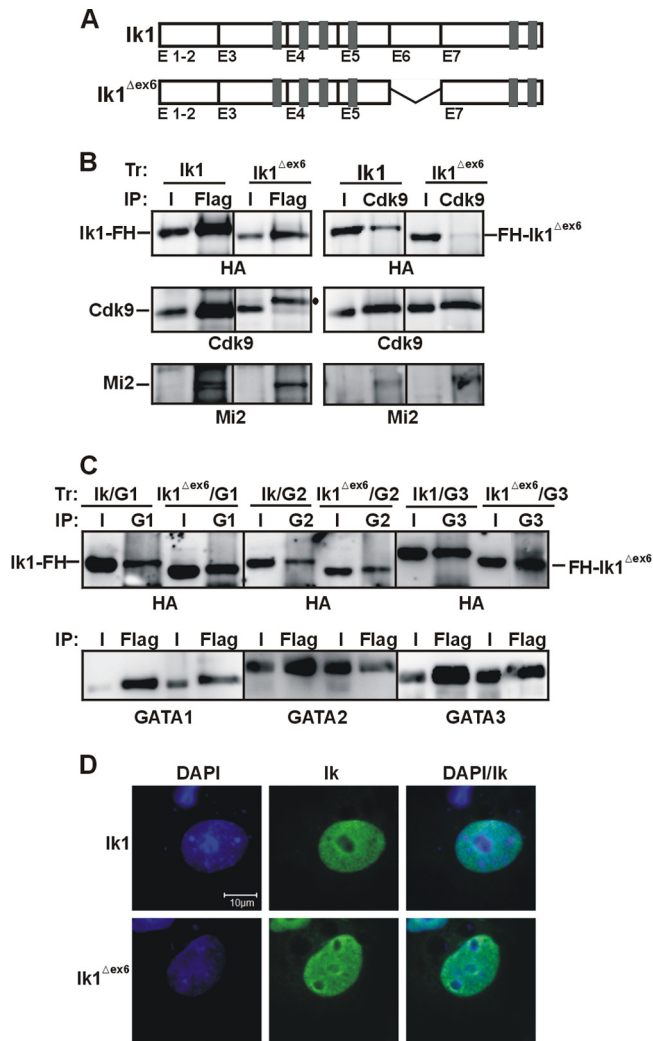 A
Ik1
E 1-2 E3 E4 E5 E6 E7
Ik1Δex6
E 1-2 E3 E4 E5 E7
B
Tr: Ik1 Ik1Δex6 Ik1 Ik1Δex6
IP: I Flag I Flag I Cdk9 I Cdk9
Ik1-FH FH-Ik1Δex6
HA HA
Cdk9
Cdk9 Cdk9
Mi2
Mi2 Mi2
C
Tr: Ik/G1 Ik1Δex6/G1 Ik/G2 Ik1Δex6/G2 Ik1/G3 Ik1Δex6/G3
IP: I G1 I G1 I G2 I G2 I G3 I G3
Ik1-FH FH-Ik1Δex6
HA HA HA
IP: I Flag I Flag I Flag I Flag I Flag I Flag
GATA1 GATA2 GATA3
D
DAPI Ik DAPI/Ik
Ik1
10μm
Ik1Δex6